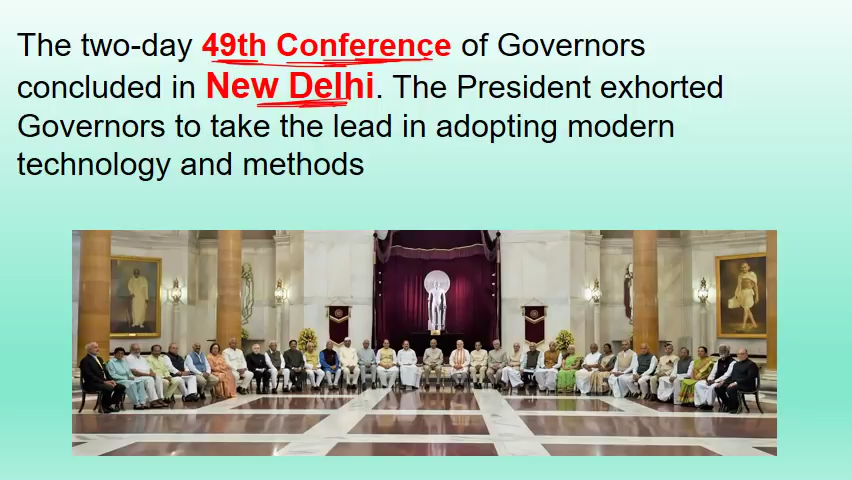 The two-day 49th Conference of Governors
concluded in New Delhi. The President exhorted
Governors to take the lead in adopting modern
technology and methods